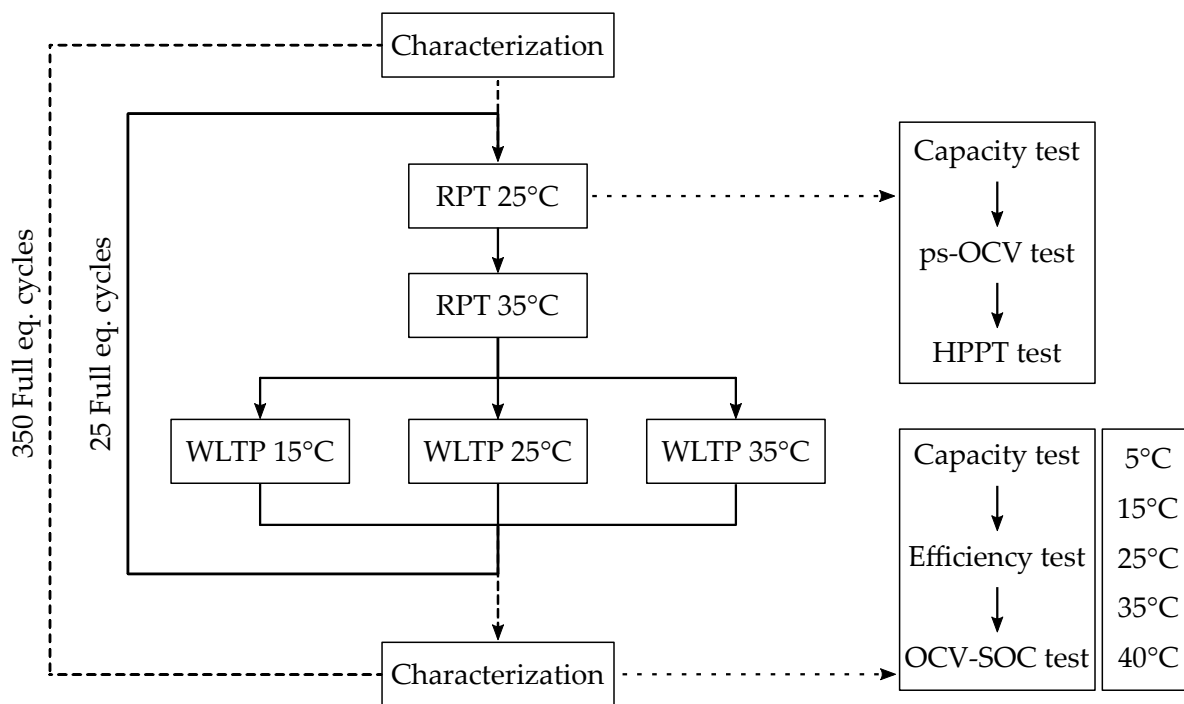 Characterization
350 Full eq. cycles
25 Full eq. cycles
RPT 25°C
RPT 35°C
WLTP 15°C
WLTP 25°C
WLTP 35°C
Characterization
Capacity test
ps-OCV test
HPPT test
Capacity test
Efficiency test
OCV-SOC test
5°C
15°C
25°C
35°C
40°C